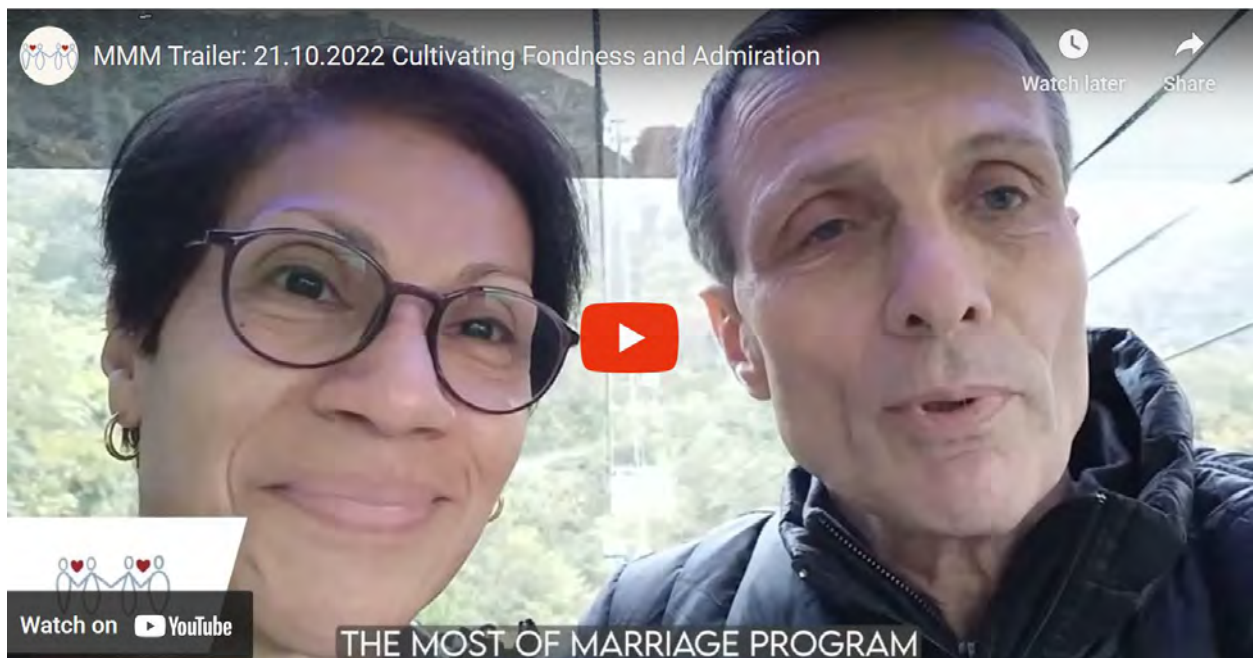 MMM Trailer: 21.10.2022 Cultivating Fondness and Admiration
Watch later
Share
Watch on YouTube
THE MOST OF MARRIAGE PROGRAM